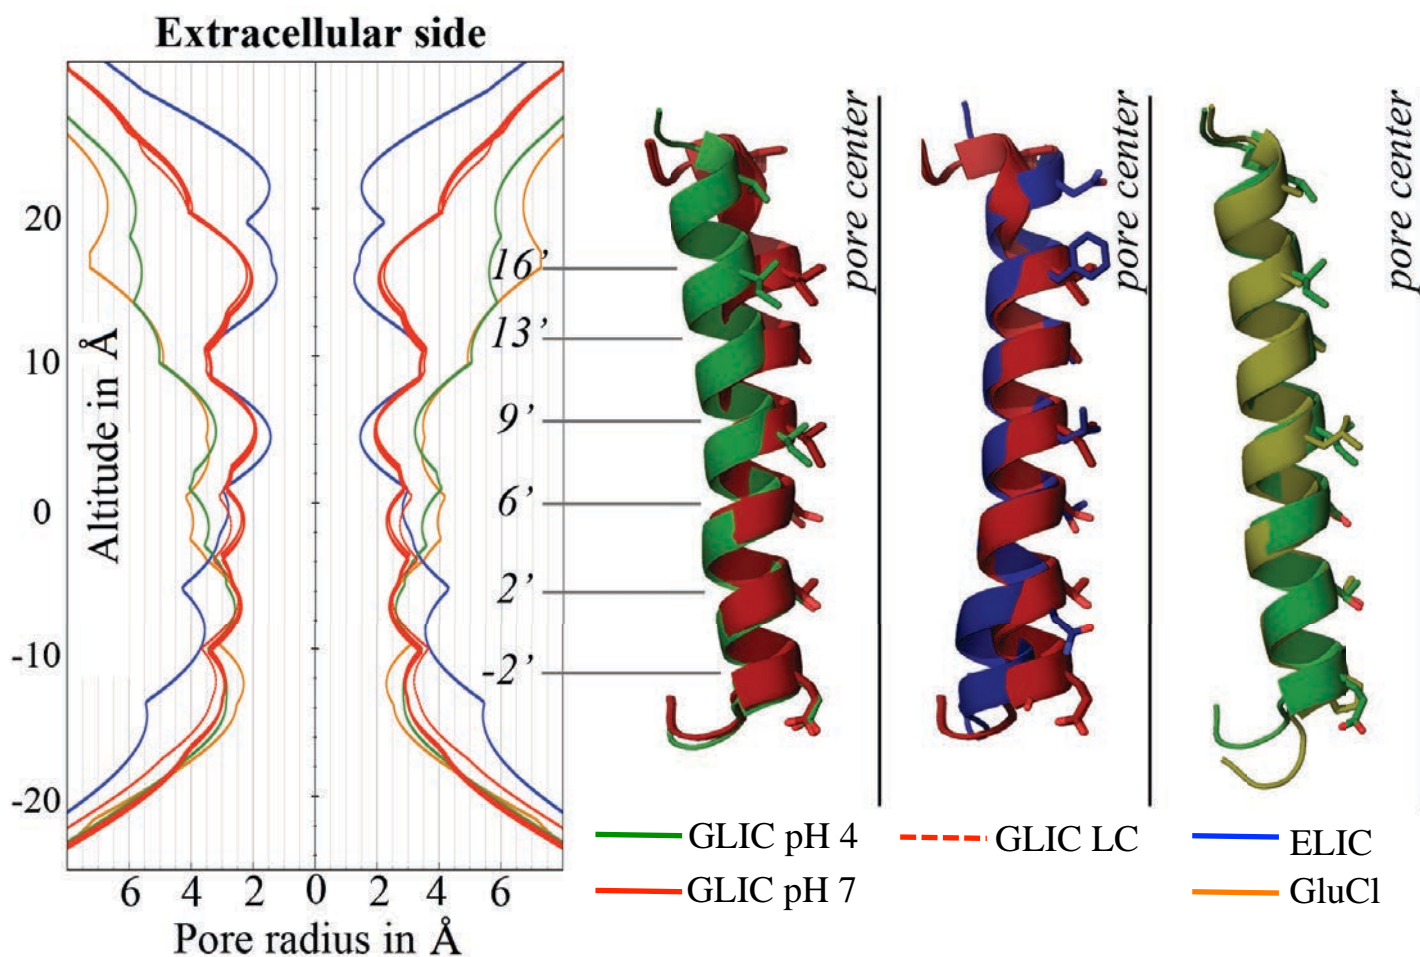 Extracellular side
pore center
pore center
pore center
20
10
0
-10
-20
Altitude in Å
16’
13’
9’
6’
2’
-2’
6 4 2 0 2 4 6
Pore radius in Å
GLIC pH 4
GLIC LC
ELIC
GLIC pH 7
GluCl